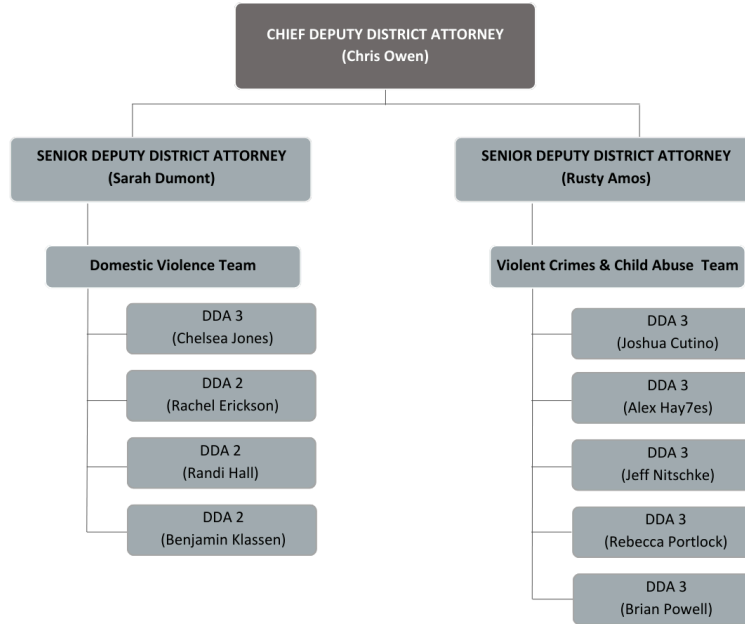 CHIEF DEPUTY DISTRICT ATTORNEY
(Chris Owen)
SENIOR DEPUTY DISTRICT ATTORNEY
(Sarah Dumont)
Domestic Violence Team
DDA 3
(Chelsea Jones)
DDA 2
(Rachel Erickson)
DDA 2
(Randi Hall)
DDA 2
(Benjamin Klassen)
SENIOR DEPUTY DISTRICT ATTORNEY
(Rusty Amos)
Violent Crimes & Child Abuse  Team
DDA 3
(Joshua Cutino)
DDA 3
(Alex Hay7es)
DDA 3
(Jeff Nitschke)
DDA 3
(Rebecca Portlock)
DDA 3
(Brian Powell)